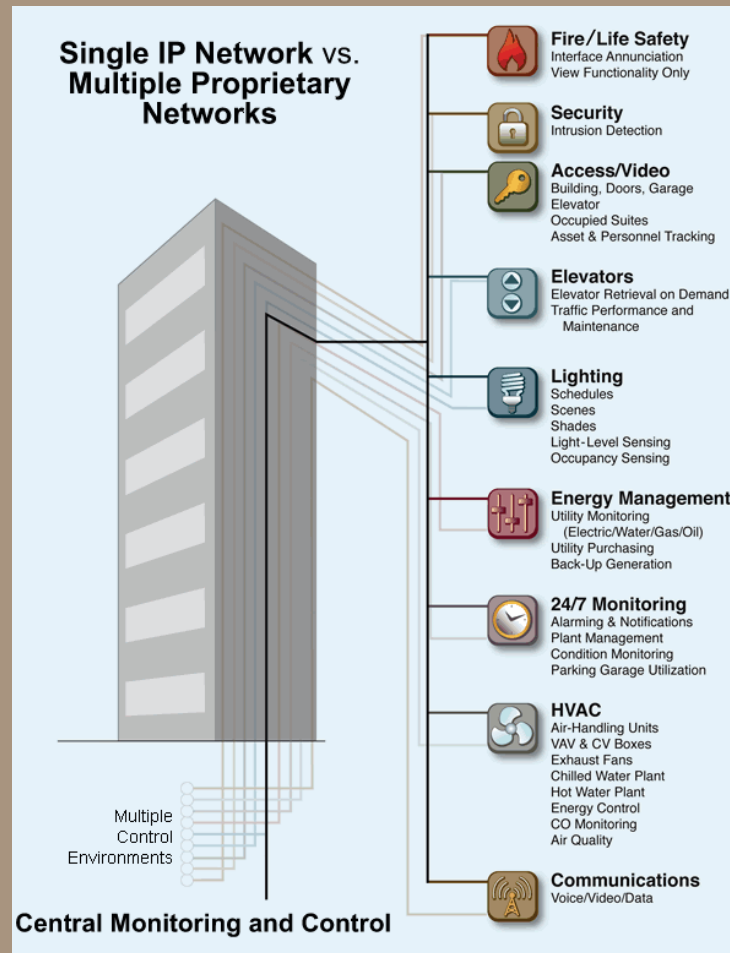 Single IP Network vs.
Multiple Proprietary
Networks
Fire/Life Safety
Interface Annunciation
View Functionality Only
Security
Intrusion Detection
Access/Video
Building, Doors, Garage
Elevator
Occupied Suites
Asset & Personnel Tracking
Elevators
Elevator Retrieval on Demand
Traffic Performance and
Maintenance
Lighting
Schedules
Scenes
Shades
Light-Level Sensing
Occupancy Sensing
Energy Management
Utility Monitoring
(Electric/Water/Gas/Oil)
Utility Purchasing
Back-Up Generation
24/7 Monitoring
Alarming & Notifications
Plant Management
Condition Monitoring
Parking Garage Utilization
HVAC
Air-Handling Units
VAV & CV Boxes
Exhaust Fans
Chilled Water Plant
Hot Water Plant
Energy Control
CO Monitoring
Air Quality
Communications
Voice/Video/Data
Multiple
Control
Environments
Central Monitoring and Control